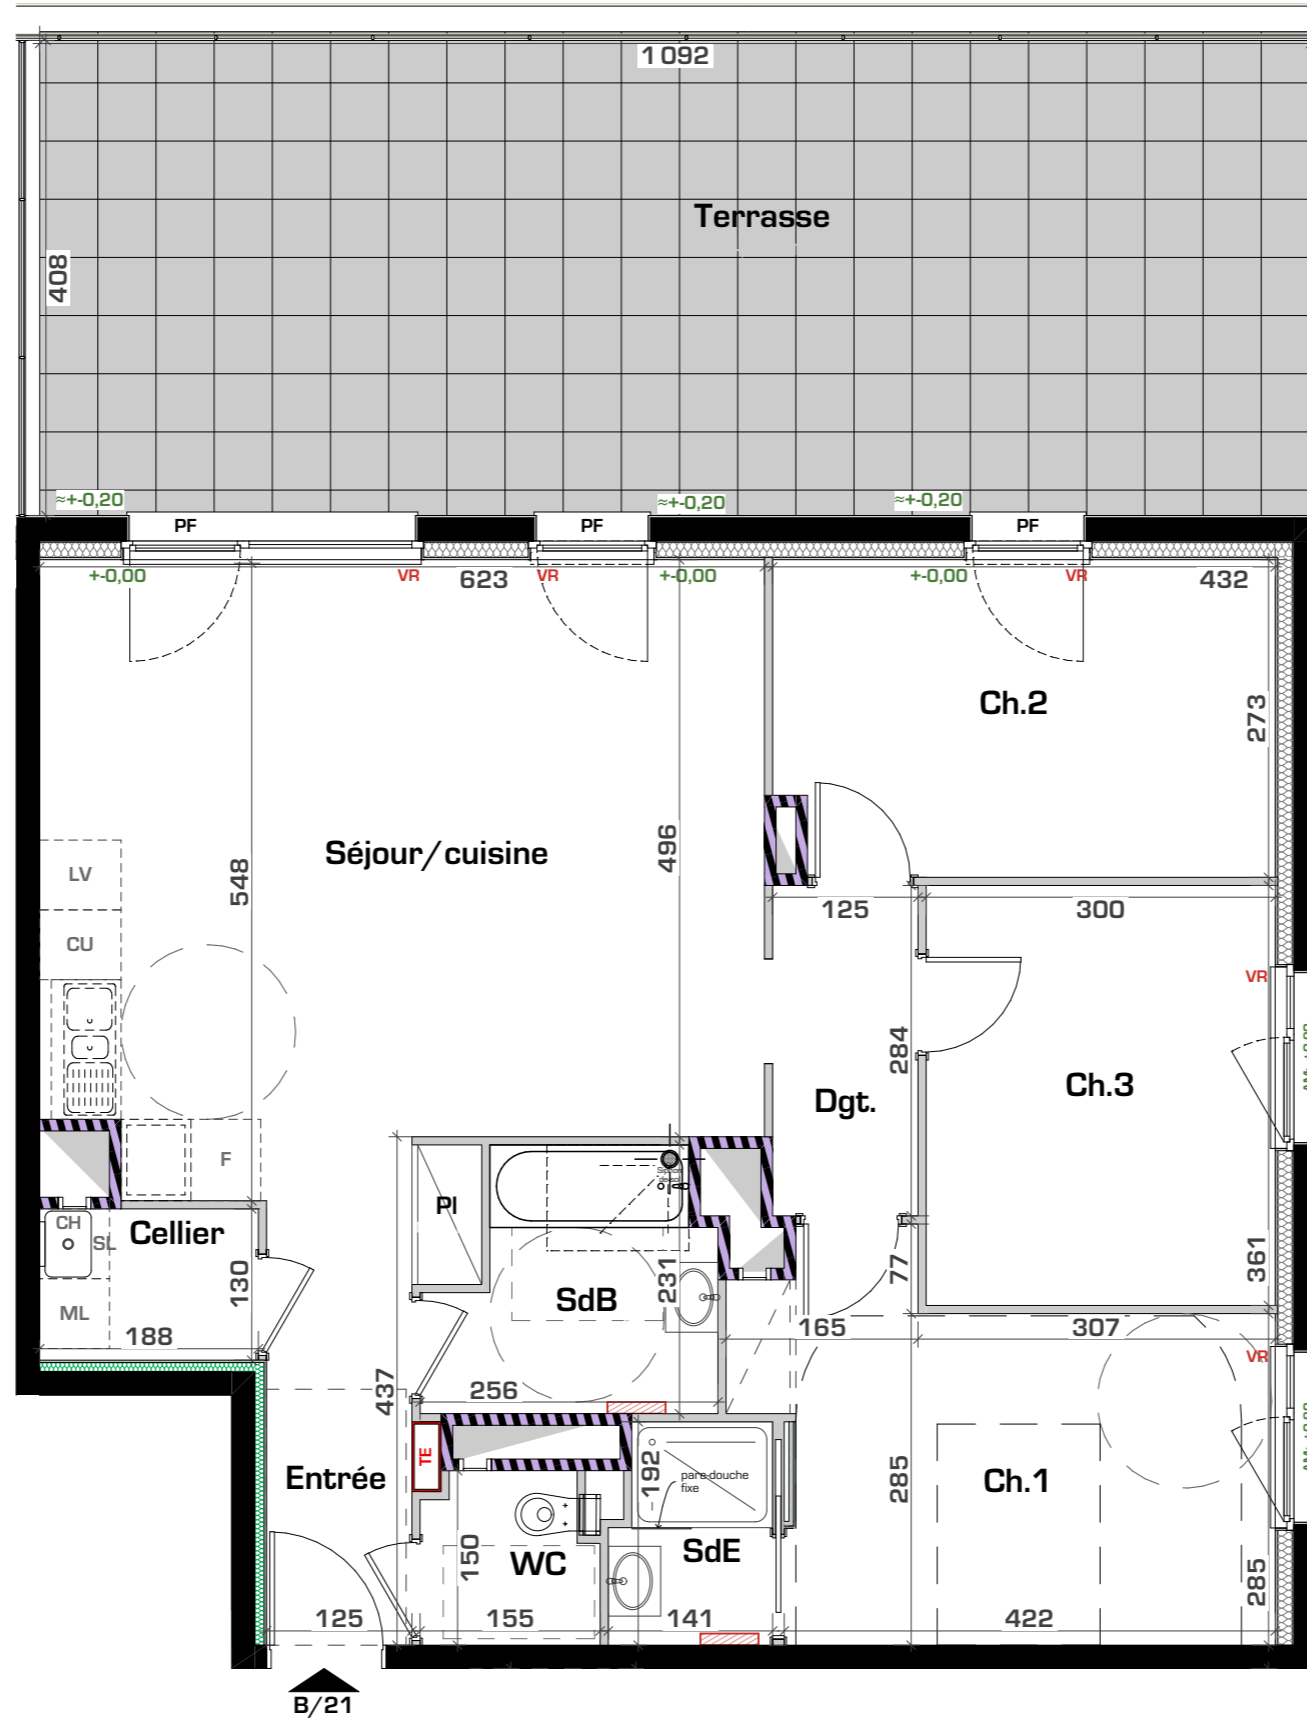 1 092
Terrasse
408
≈+-0,20
≈+-0,20
≈+-0,20
PF
PF
PF
+-0,00
VR
623
VR
+-0,00
+-0,00
VR
432
Ch.2
273
Séjour/cuisine
496
548
LV
CU
125
300
VR
284
Ch.3
Dgt.
F
Pl
CH
SL
Cellier
130
ML
188
SdB
231
77
361
165
307
VR
256
437
TE
Entrée
192
pare-douche
fixe
285
Ch.1
150
WC
SdE
285
125
155
141
422
B/21